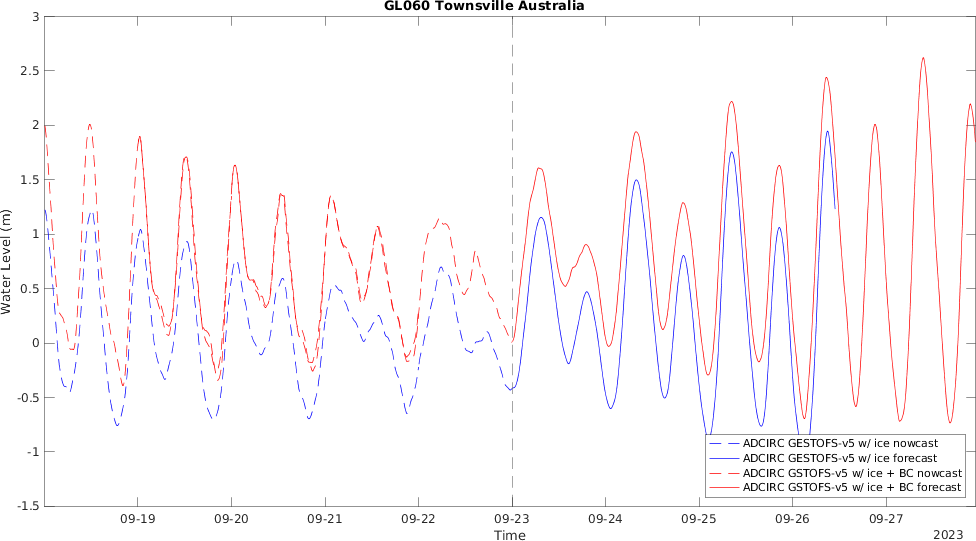 GL060 Townsville Australia
3
2.5
2
1.5
1
0.5
0
-0.5
-1
-1.5
Water Level (m)
ADCIRC GESTOFS-v5 w/ ice nowcast
ADCIRC GESTOFS-v5 w/ ice forecast
ADCIRC GSTOFS-v5 w/ ice + BC nowcast
ADCIRC GSTOFS-v5 w/ ice + BC forecast
09-19 09-20 09-21 09-22 09-23 09-24 09-25 09-26 09-27
Time
2023